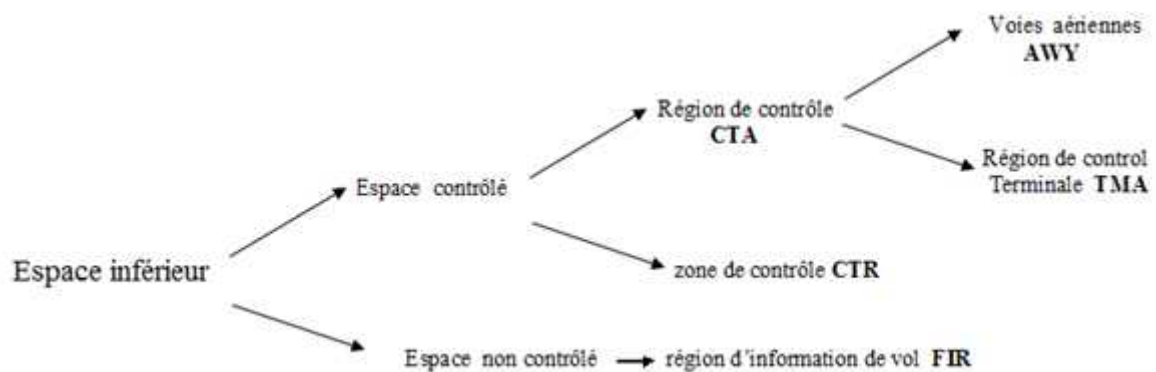 Voies aériennes
AWY
Région de contrôle
CTA
Région de control
Terminale TMA
Espace contrôlé
zone de contrôle CTR
Espace inférieur
Espace non contrôlé région d'information de vol FIR